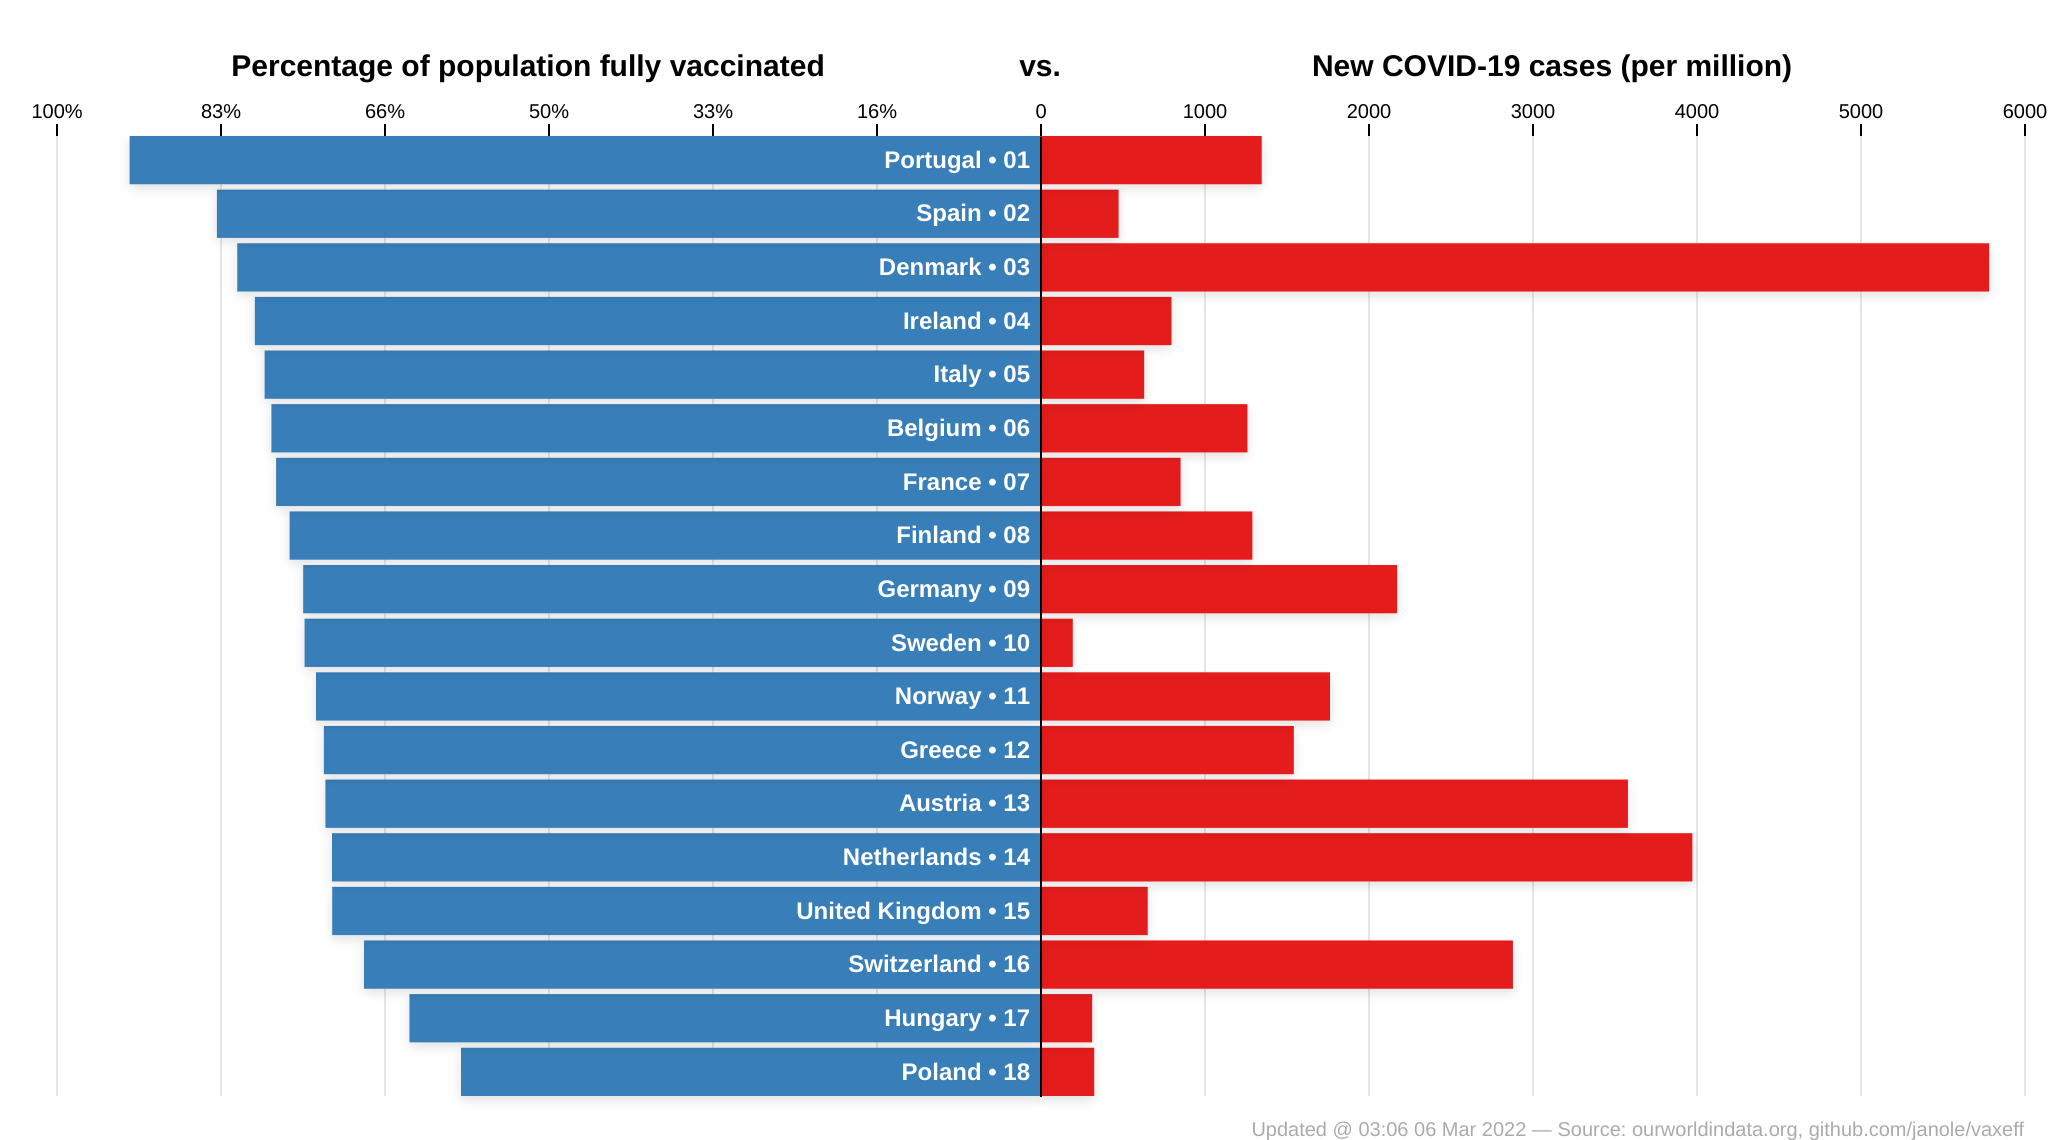 Percentage of population fully vaccinated vs. New COVID-19 cases (per million)
100% 83% 66% 50% 33% 16% 0 1000 2000 3000 4000 5000 6000
Portugal • 01
Spain • 02
Denmark • 03
Ireland • 04
Italy • 05
Belgium • 06
France • 07
Finland • 08
Germany • 09
Sweden • 10
Norway • 11
Greece • 12
Austria • 13
Netherlands • 14
United Kingdom • 15
Switzerland • 16
Hungary • 17
Poland • 18
Updated @ 03:06 06 Mar 2022 — Source: ourworldindata.org, github.com/janole/vaxeff